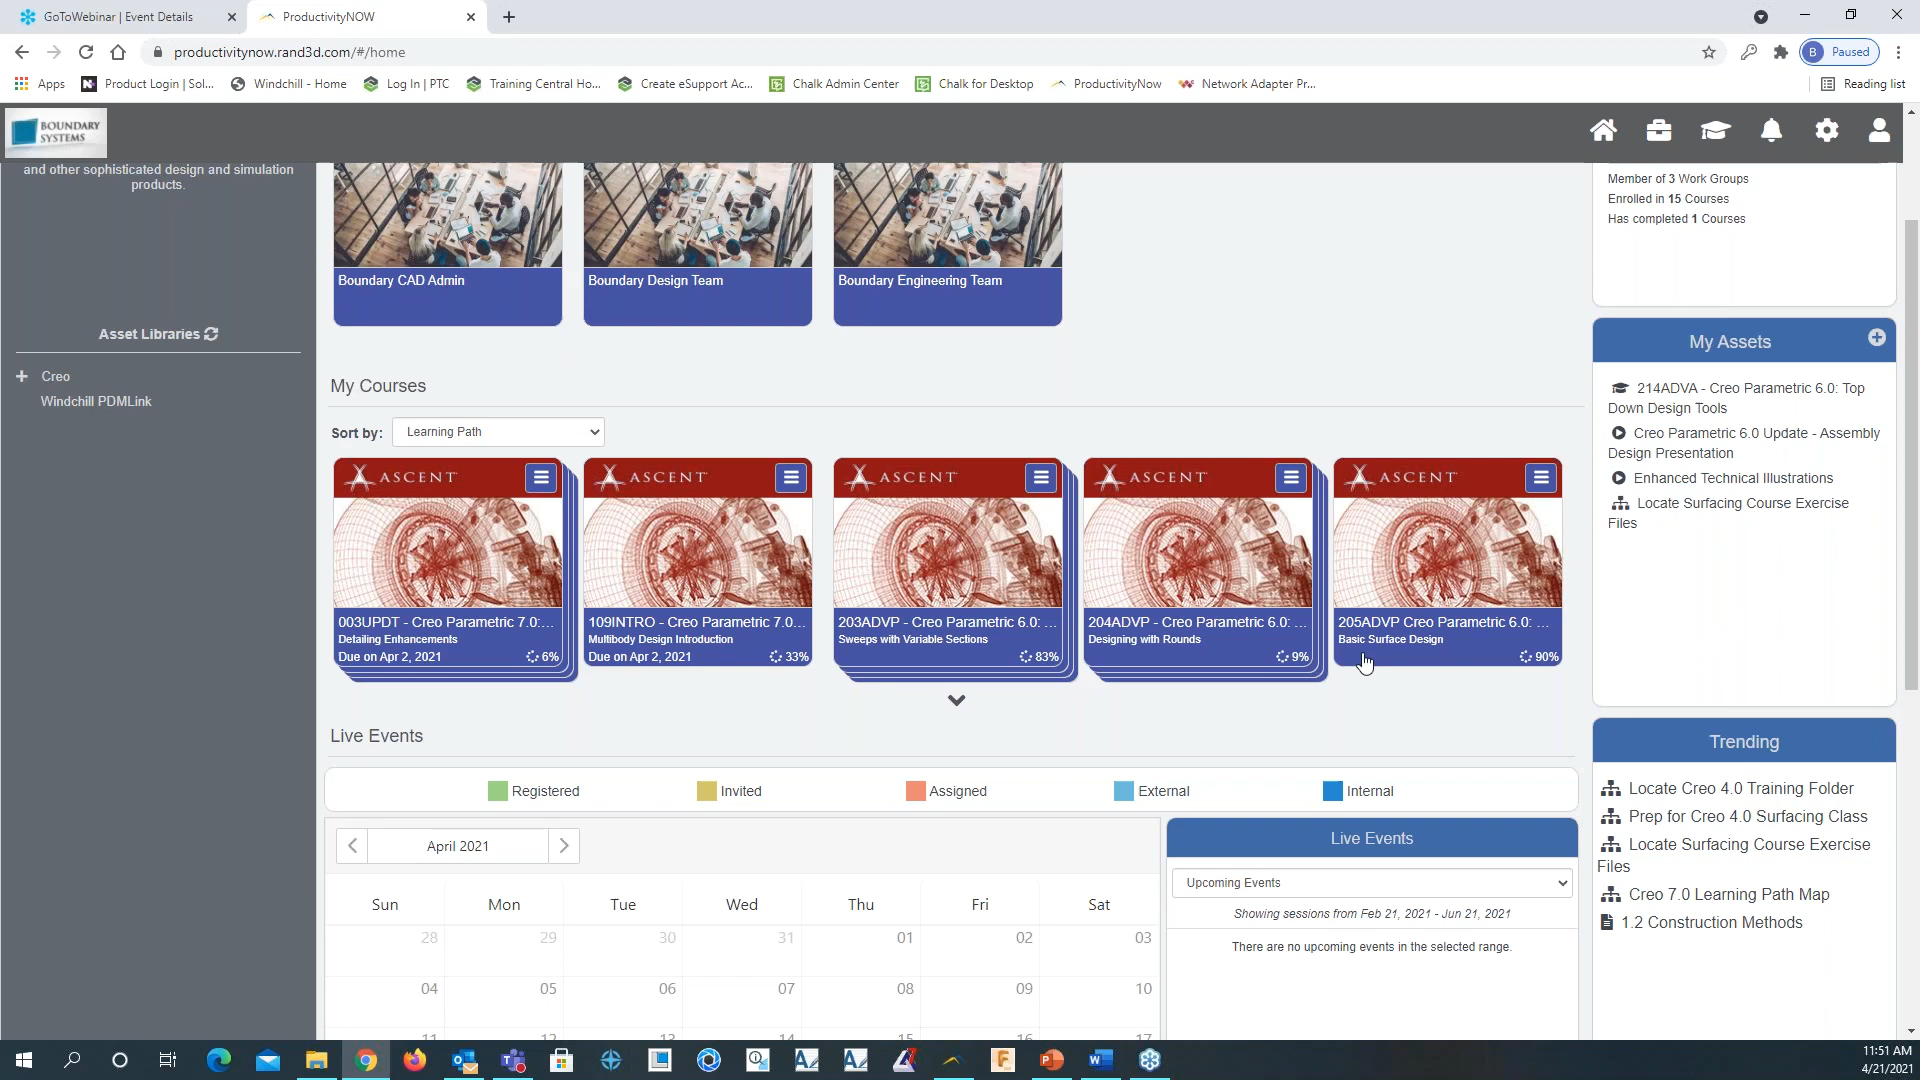 GoToWebinar | Event Details
ProductivityNOW
productivitynow.rand3d.com/#/home
B Paused
Apps
Product Login | Sol...
Windchill - Home
Log In | PTC
Training Central Ho...
Create eSupport Ac...
Chalk Admin Center
Chalk for Desktop
ProductivityNow
Network Adapter Pr...
Reading list
BOUNDARY
SYSTEMS
and other sophisticated design and simulation
products.
Asset Libraries
Creo
Windchill PDMLink
Boundary CAD Admin
Boundary Design Team
Boundary Engineering Team
My Courses
Sort by: Learning Path
ASCENT
003UPDT - Creo Parametric 7.0:...
Detailing Enhancements
Due on Apr 2, 2021 6%
ASCENT
109INTRO - Creo Parametric 7.0...
Multibody Design Introduction
Due on Apr 2, 2021 33%
ASCENT
203ADVP - Creo Parametric 6.0: ...
Sweeps with Variable Sections
83%
ASCENT
204ADVP - Creo Parametric 6.0: ...
Designing with Rounds
9%
ASCENT
205ADVP Creo Parametric 6.0: ...
Basic Surface Design
90%
Live Events
Registered
Invited
Assigned
External
Internal
April 2021
Sun Mon Tue Wed Thu Fri Sat
28 29 30 31 01 02 03
04 05 06 07 08 09 10
11 12 13 14 15 16 17
Live Events
Upcoming Events
Showing sessions from Feb 21, 2021 - Jun 21, 2021
There are no upcoming events in the selected range.
Member of 3 Work Groups
Enrolled in 15 Courses
Has completed 1 Courses
My Assets
214ADVA - Creo Parametric 6.0: Top
Down Design Tools
Creo Parametric 6.0 Update - Assembly
Design Presentation
Enhanced Technical Illustrations
Locate Surfacing Course Exercise
Files
Trending
Locate Creo 4.0 Training Folder
Prep for Creo 4.0 Surfacing Class
Locate Surfacing Course Exercise
Files
Creo 7.0 Learning Path Map
1.2 Construction Methods
11:51 AM
4/21/2021